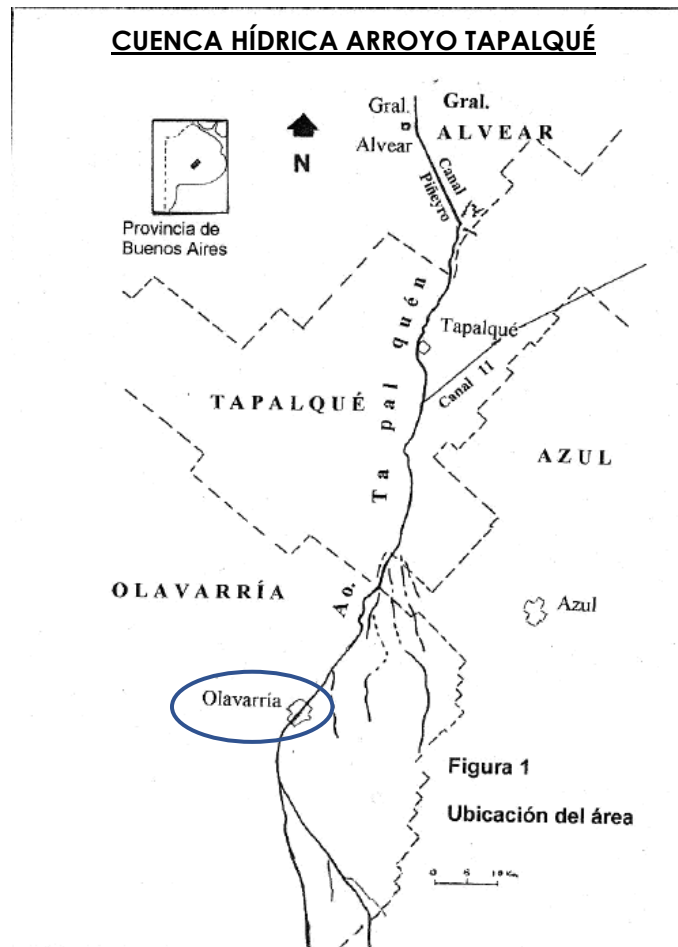 CUENCA HÍDRICA ARROYO TAPALQUÉ
Gral.
Alvear
Gral.
ALVEAR
N
Canal
Piñeyro
Provincia de
Buenos Aires
Tapalqué
Canal 11
TAPALQUÉ
Ao. Tapalquén
AZUL
OLAVARRÍA
Azul
Olavarría
Figura 1
Ubicación del área
0 5 10 Km